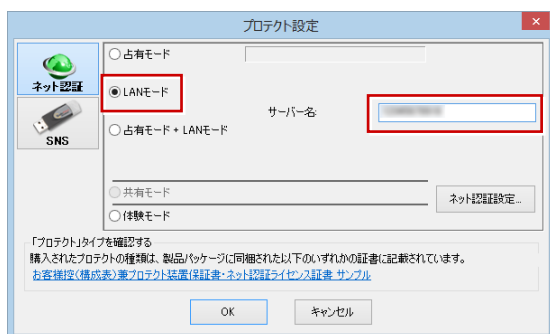 プロテクト設定
ネット認証
SNS
占有モード
LANモード
サーバー名:
占有モード + LANモード
共有モード
ネット認証設定...
体験モード
「プロテクト」タイプを確認する
購入されたプロテクトの種類は、製品パッケージに同梱された以下のいずれかの証書に記載されています。
お客様控(構成表)兼プロテクト装置保証書・ネット認証ライセンス証書 サンプル
OK
キャンセル